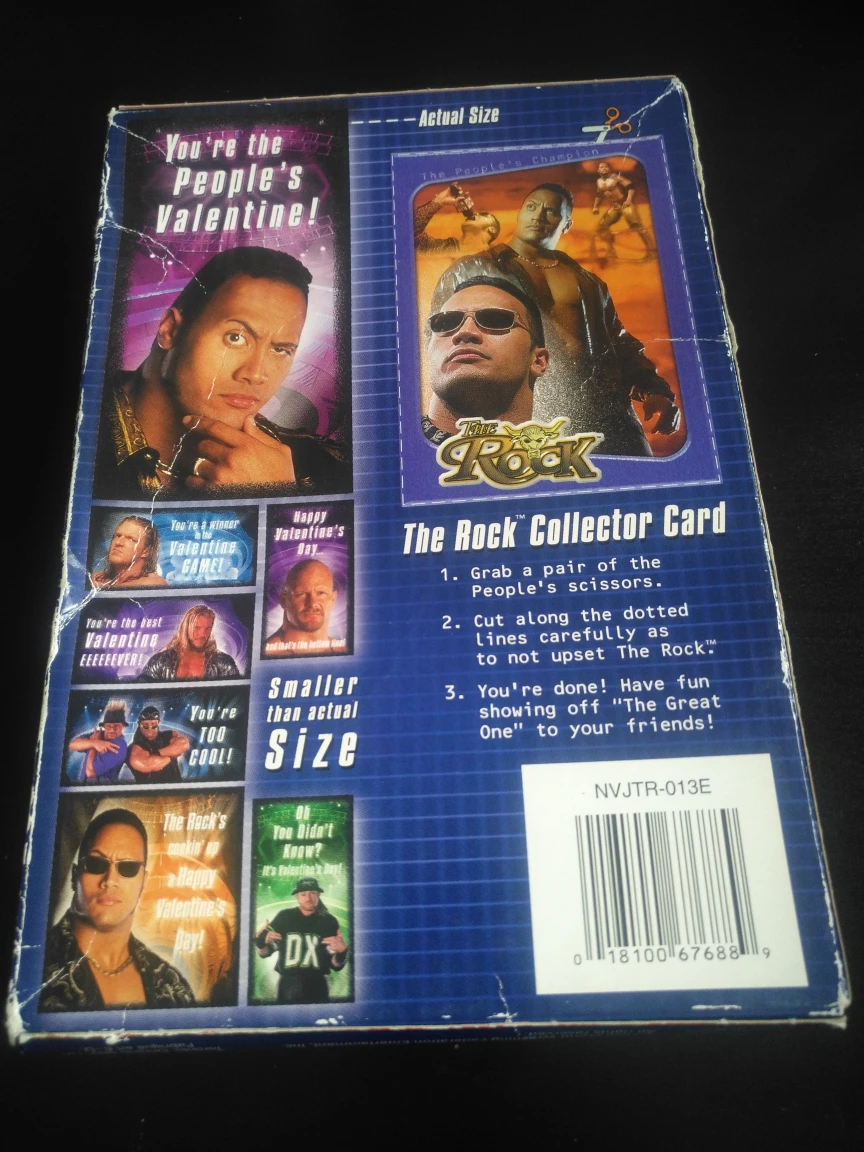 Actual Size
You're the
People's
Valentine!
The People's Champion
The
Rock
The Rock™ Collector Card
1. Grab a pair of the
People's scissors.
2. Cut along the dotted
lines carefully as
to not upset The Rock™.
3. You're done! Have fun
showing off "The Great
One" to your friends!
You're a winner
in the
Valentine
GAME!
Happy
Valentine's
Day...
and that's the bottom line!
You're the best
Valentine
EEEEEEVER!
You're
TOO
COOL!
Smaller
than actual
Size
The Rock's
cookin' up
a Happy
Valentine's
Day!
Oh
You Didn't
Know?
It's Valentine's Day!
DX
NVJTR-013E
0 18100 67688 9